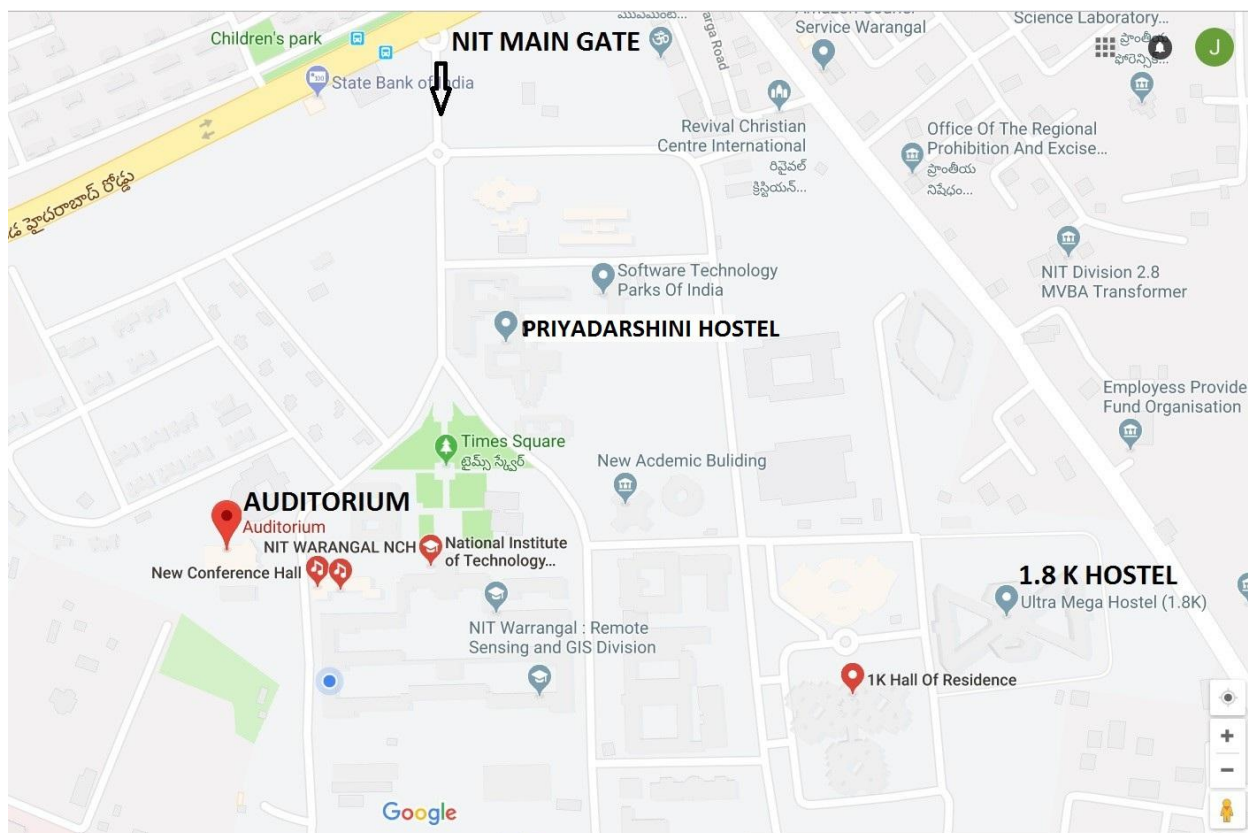 Children's park
NIT MAIN GATE
State Bank of India
Service Warangal
Science Laboratory...
ప్రాంతీయ
ఫోరెన్సిక్...
J
Revival Christian
Centre International
రివైవల్
క్రిస్టియన్...
Office Of The Regional
Prohibition And Excise...
ప్రాంతీయ
నిషేధం...
హైదరాబాద్ రోడ్డు
NIT Division 2.8
MVBA Transformer
Software Technology
Parks Of India
PRIYADARSHINI HOSTEL
Employess Provide
Fund Organisation
Times Square
టైమ్స్ స్క్వేర్
New Acdemic Buliding
AUDITORIUM
Auditorium
NIT WARANGAL NCH
National Institute
of Technology...
New Conference Hall
1.8 K HOSTEL
Ultra Mega Hostel (1.8K)
NIT Warrangal : Remote
Sensing and GIS Division
1K Hall Of Residence
Google